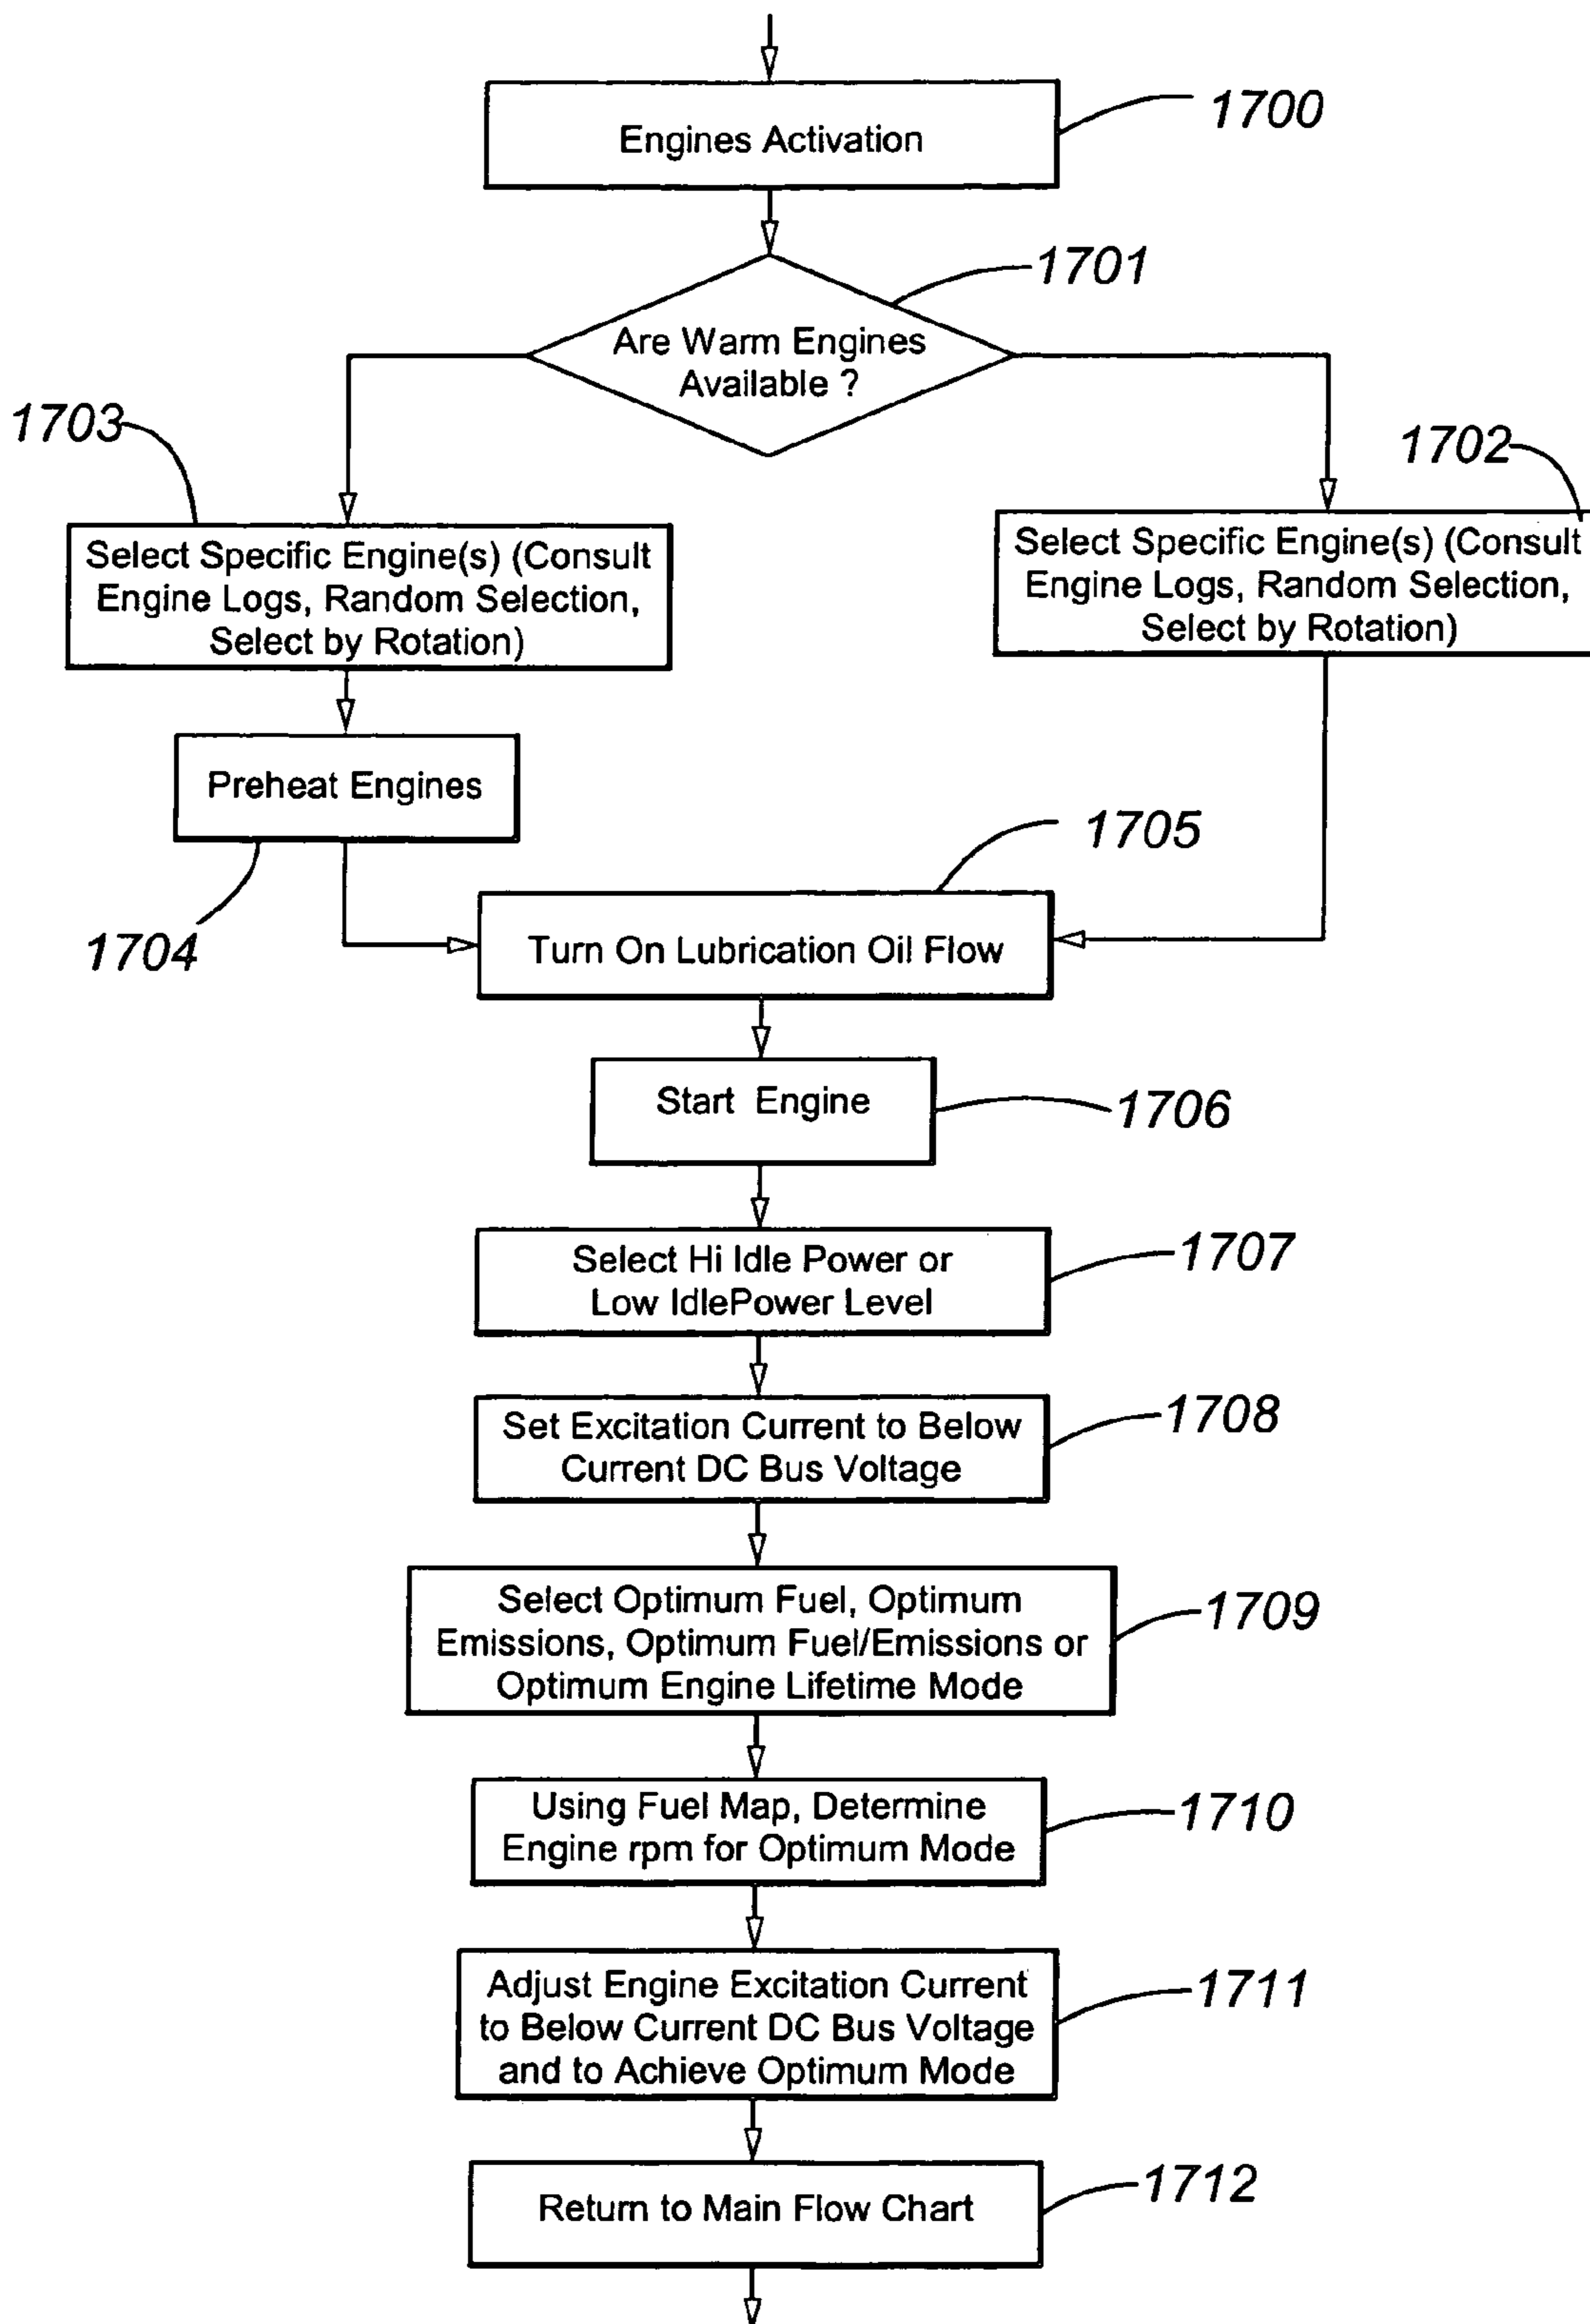 Engines Activation
1700
1701
Are Warm Engines
Available ?
1703
1702
Select Specific Engine(s) (Consult
Engine Logs, Random Selection,
Select by Rotation)
Select Specific Engine(s) (Consult
Engine Logs, Random Selection,
Select by Rotation)
Preheat Engines
1704
1705
Turn On Lubrication Oil Flow
Start Engine
1706
Select Hi Idle Power or
Low IdlePower Level
1707
Set Excitation Current to Below
Current DC Bus Voltage
1708
Select Optimum Fuel, Optimum
Emissions, Optimum Fuel/Emissions or
Optimum Engine Lifetime Mode
1709
Using Fuel Map, Determine
Engine rpm for Optimum Mode
1710
Adjust Engine Excitation Current
to Below Current DC Bus Voltage
and to Achieve Optimum Mode
1711
Return to Main Flow Chart
1712